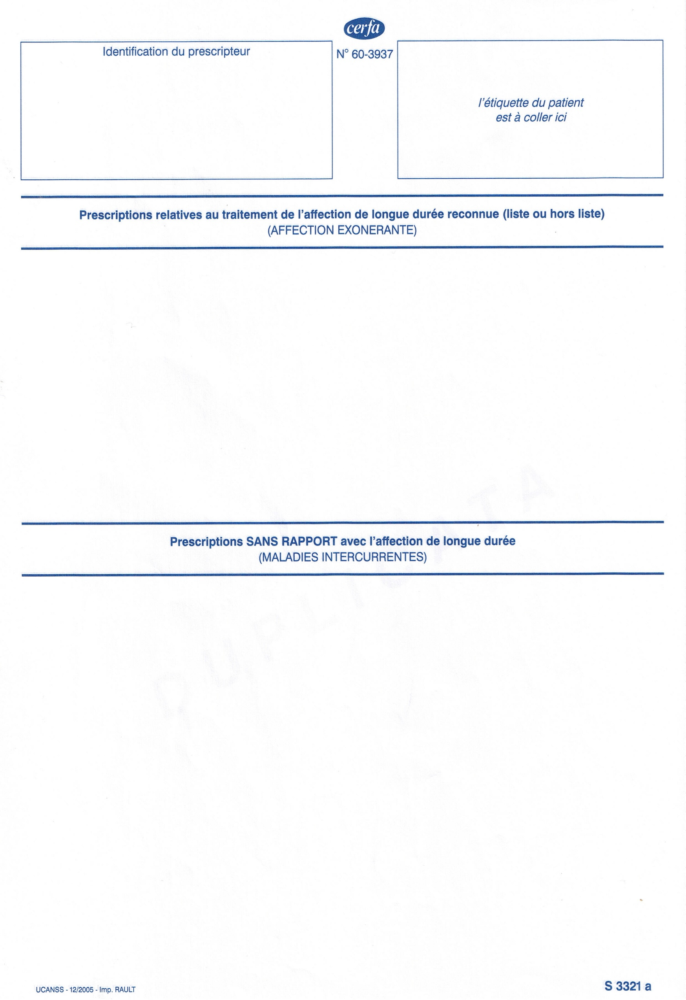 cerfa
Identification du prescripteur
N° 60-3937
l'étiquette du patient
est à coller ici
Prescriptions relatives au traitement de l'affection de longue durée reconnue (liste ou hors liste)
(AFFECTION EXONERANTE)
Prescriptions SANS RAPPORT avec l'affection de longue durée
(MALADIES INTERCURRENTES)
UCANSS - 12/2005 - Imp. RAULT
S 3321 a